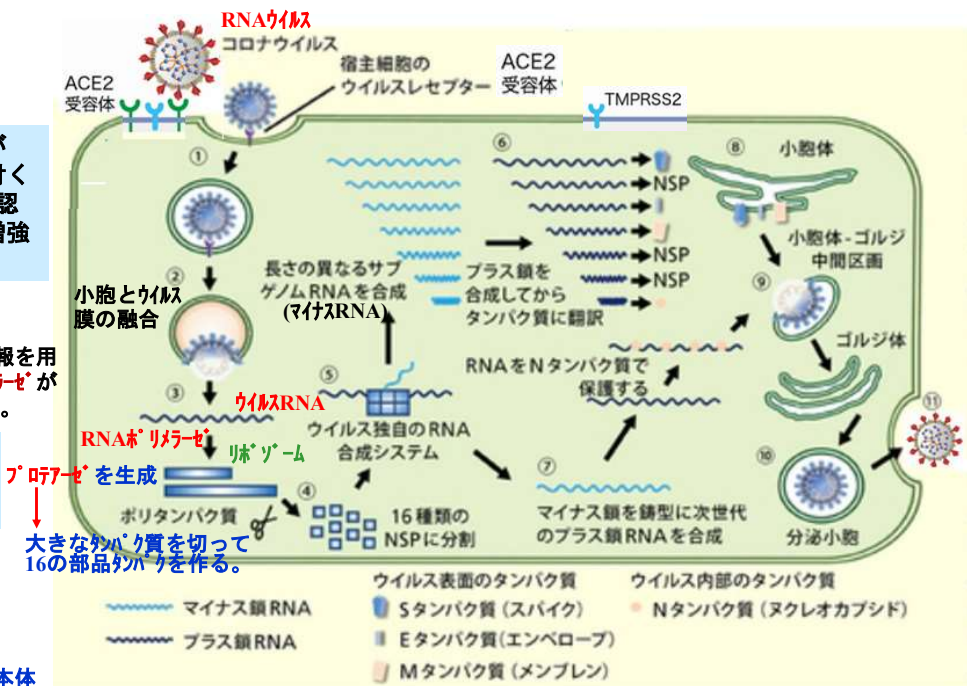 RNAウイルス
コロナウイルス
ACE2
受容体
宿主細胞の
ウイルスレセプター
ACE2
受容体
TMPRSS2
が
認
増強
①
②
小胞とウイルス
膜の融合
報を用
が
。
③
ウイルスRNA
RNAポリメラーゼ
リボゾーム
プロテアーゼを生成
ポリタンパク質
大きなタンパク質を切って
16の部品タンパクを作る。
④
16種類の
NSPに分割
⑤
ウイルス独自のRNA
合成システム
長さの異なるサブ
ゲノムRNAを合成
(マイナスRNA)
⑥
NSP
NSP
NSP
プラス鎖を
合成してから
タンパク質に翻訳
RNAをNタンパク質で
保護する
⑦
マイナス鎖を鋳型に次世代
のプラス鎖RNAを合成
⑧
小胞体
小胞体-ゴルジ
中間区画
⑨
ゴルジ体
⑩
分泌小胞
⑪
マイナス鎖RNA
プラス鎖RNA
ウイルス表面のタンパク質
Sタンパク質(スパイク)
Eタンパク質(エンベロープ)
Mタンパク質(メンブレン)
ウイルス内部のタンパク質
Nタンパク質(ヌクレオカプシド)
本体